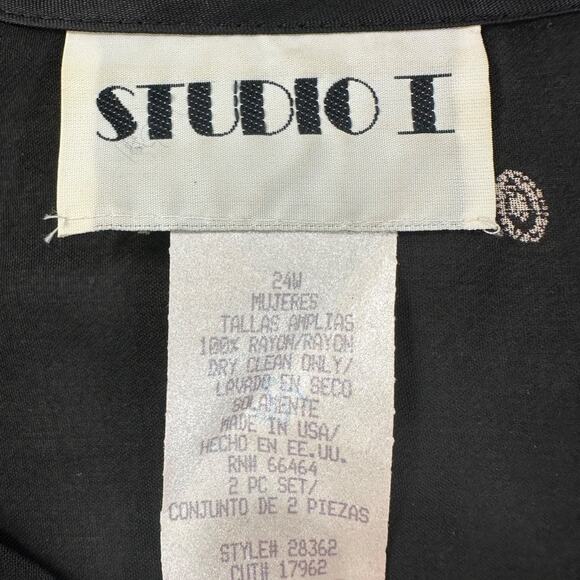 STUDIO I
24W
MUJERES
TALLAS AMPLIAS
100% RAYON/RAYON
DRY CLEAN ONLY/
LAVADO EN SECO
SOLAMENTE
MADE IN USA/
HECHO EN EE.UU.
RN# 66464
2 PC SET/
CONJUNTO DE 2 PIEZAS
STYLE# 28362
CUT# 17962